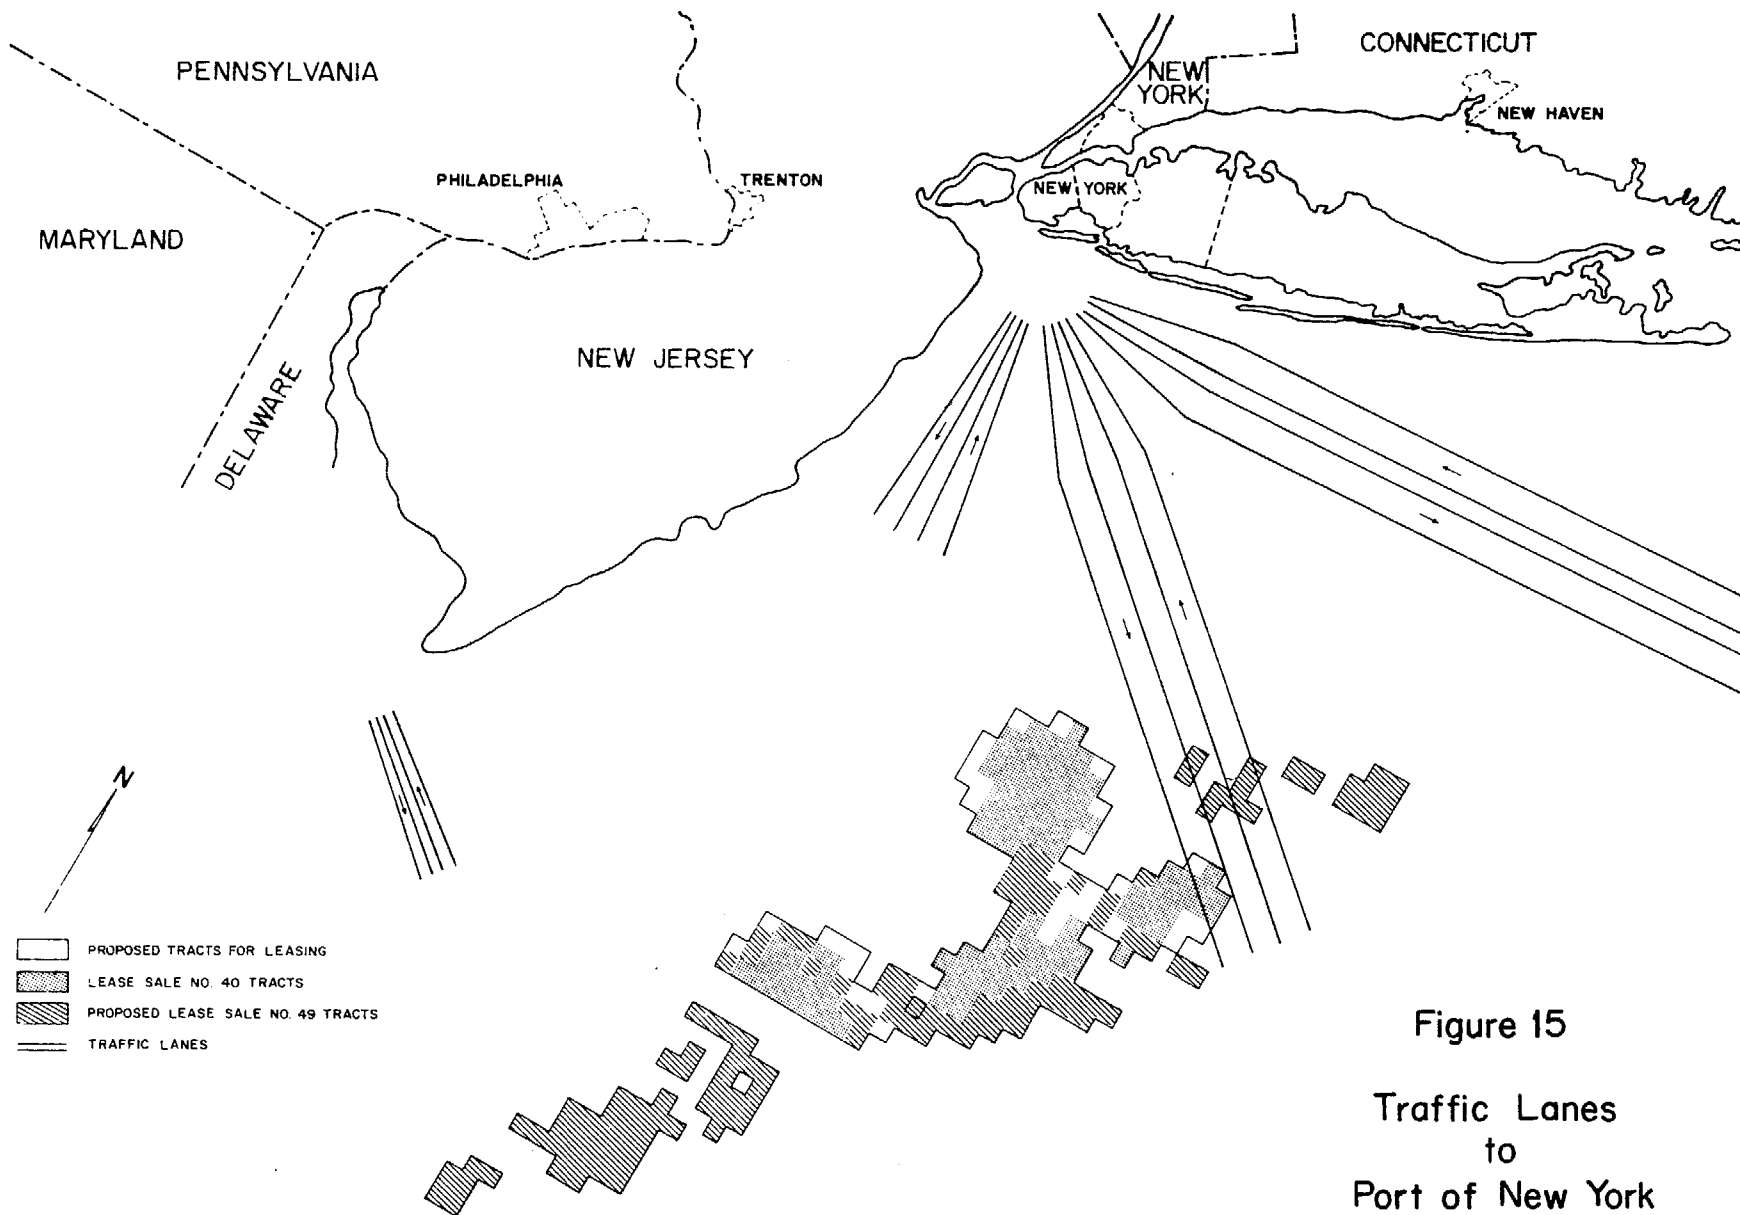 PENNSYLVANIA
CONNECTICUT
NEW
YORK
NEW HAVEN
PHILADELPHIA
TRENTON
NEW YORK
MARYLAND
NEW JERSEY
DELAWARE
N
PROPOSED TRACTS FOR LEASING
LEASE SALE NO. 40 TRACTS
PROPOSED LEASE SALE NO. 49 TRACTS
TRAFFIC LANES
Figure 15
Traffic Lanes
to
Port of New York